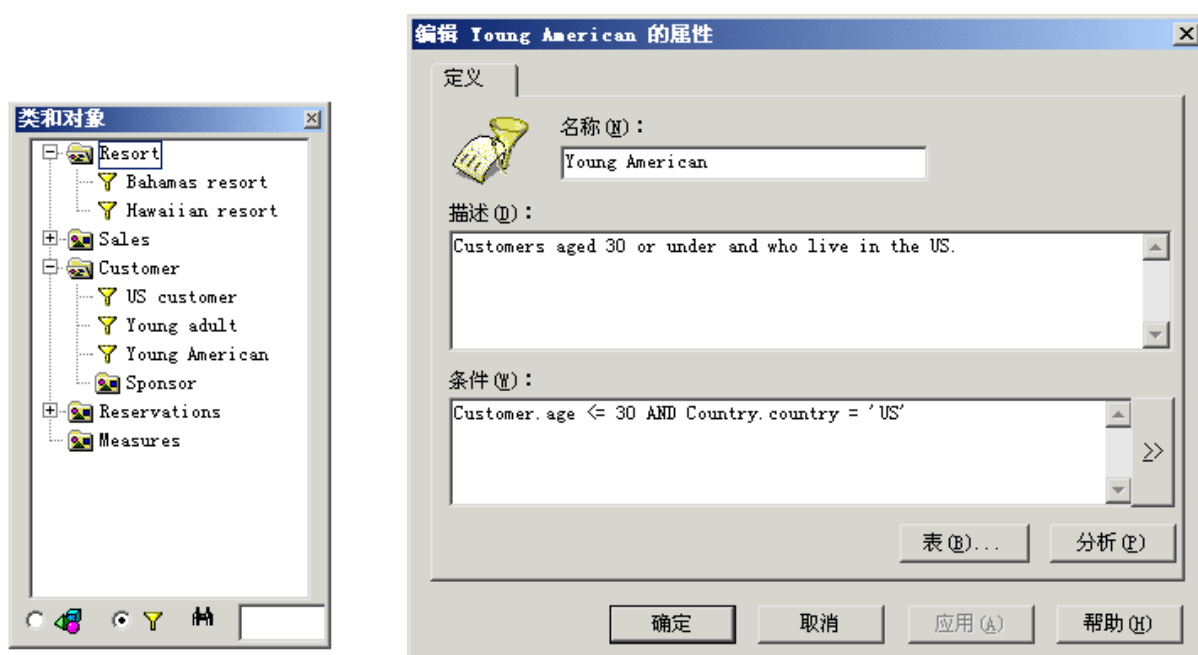 类和对象
Resort
Bahamas resort
Hawaiian resort
Sales
Customer
US customer
Young adult
Young American
Sponsor
Reservations
Measures
编辑 Young American 的属性
定义
名称(N)：
Young American
描述(D)：
Customers aged 30 or under and who live in the US.
条件(W)：
Customer.age <= 30 AND Country.country = 'US'
>>
表(B)...
分析(P)
确定
取消
应用(A)
帮助(H)